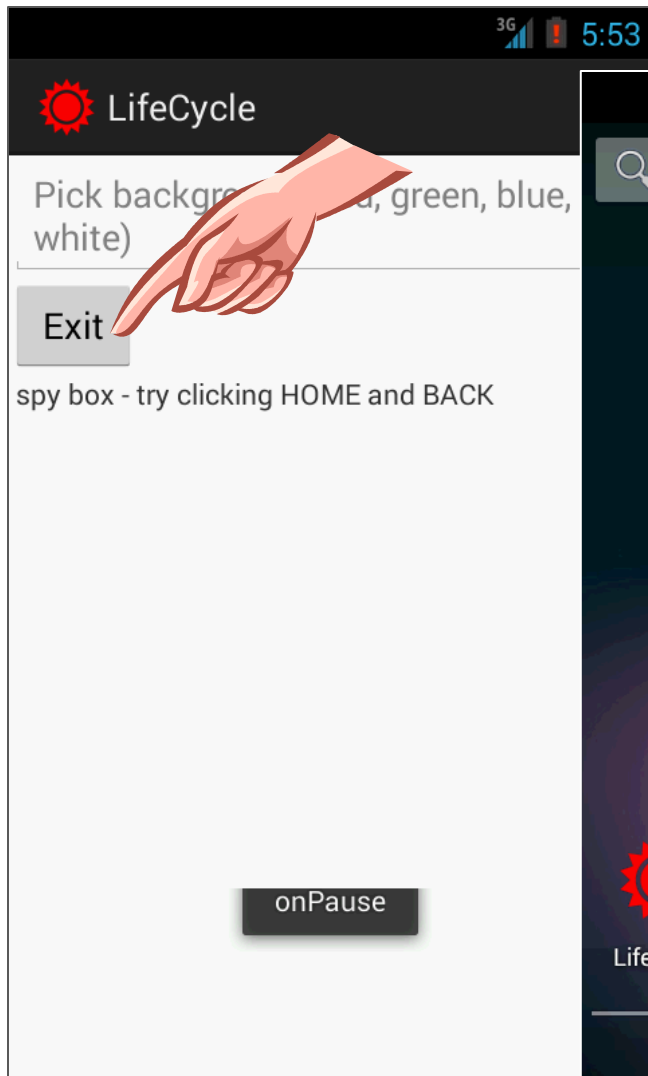 3G 5:53
LifeCycle
Pick backgr , green, blue,
white)
Exit
spy box - try clicking HOME and BACK
onPause
Life